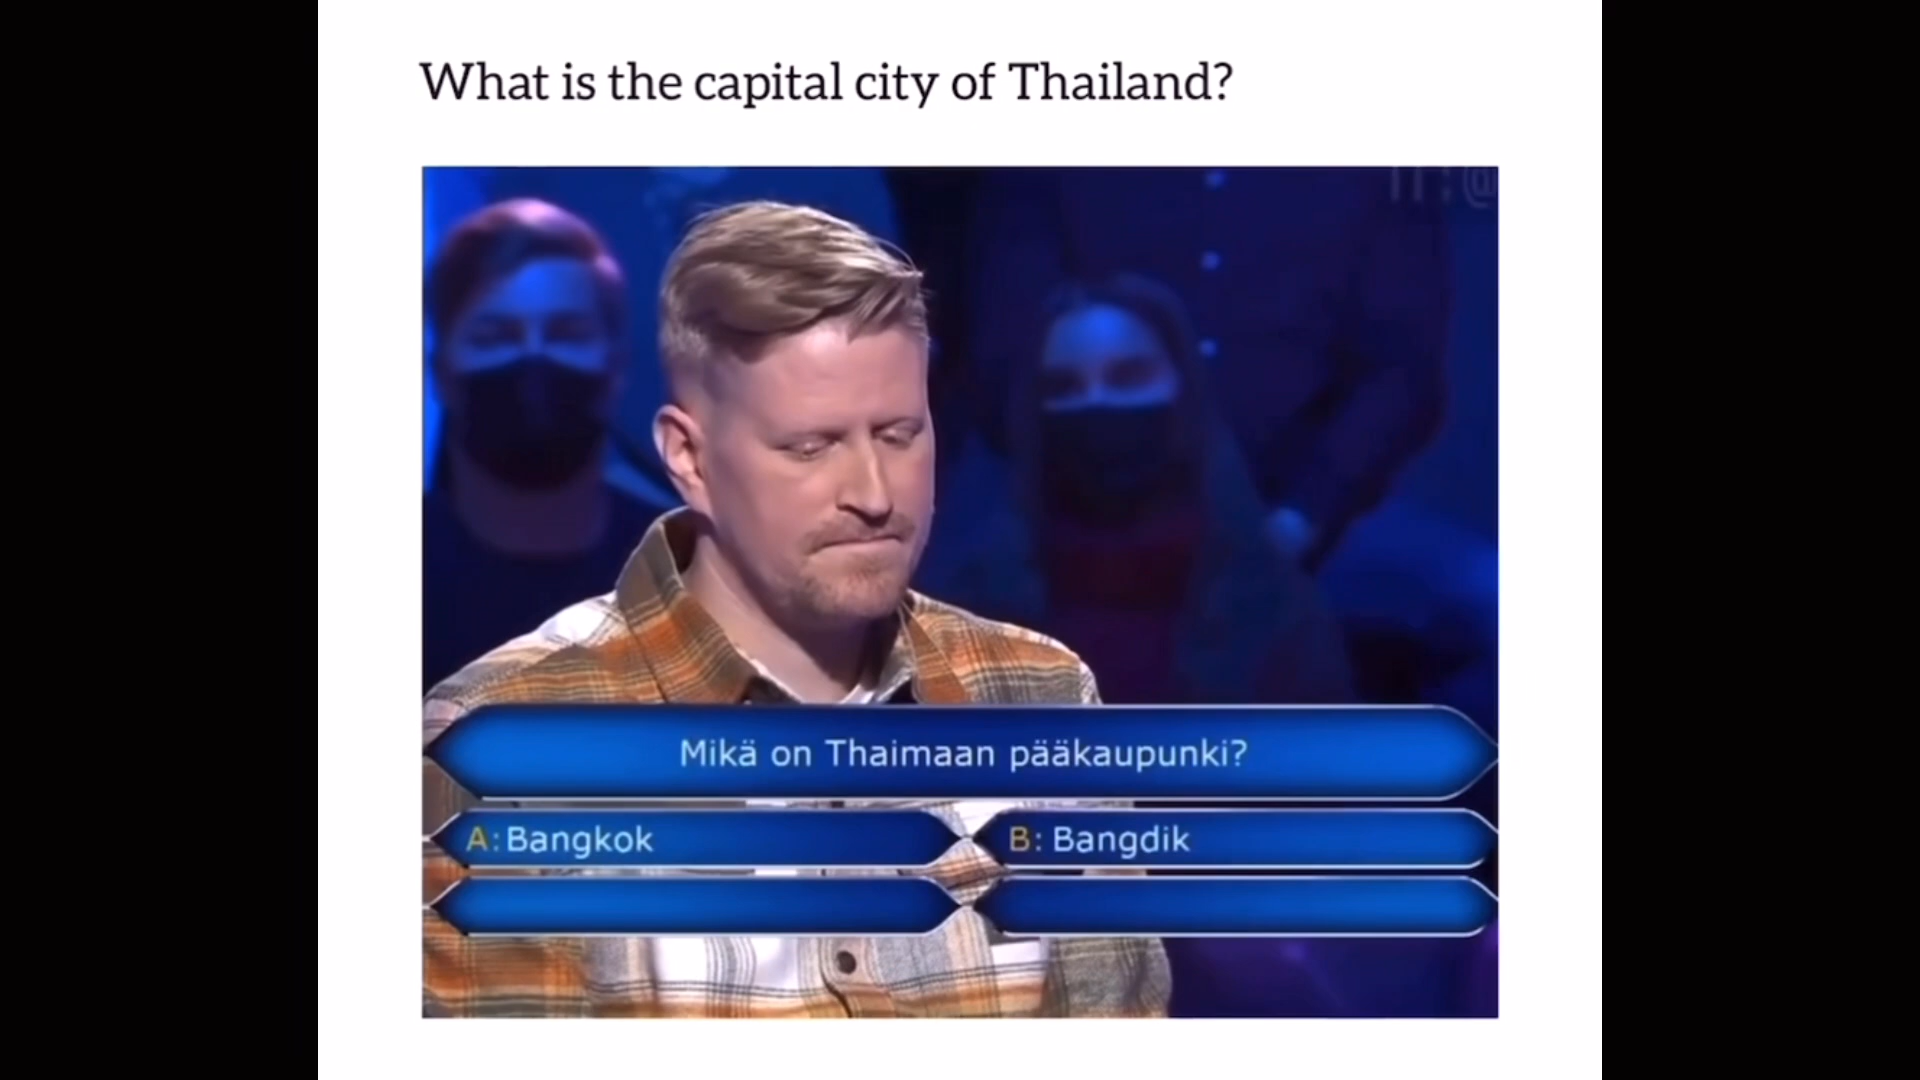 What is the capital city of Thailand?
Mikä on Thaimaan pääkaupunki?
A: Bangkok
B: Bangdik